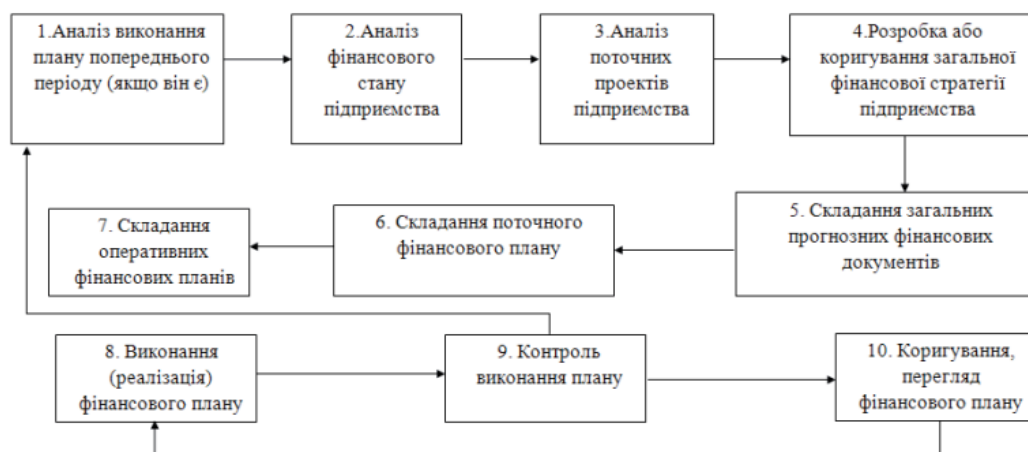 1.Аналіз виконання
плану попереднього
періоду (якщо він є)
2.Аналіз
фінансового
стану
підприємства
3.Аналіз
поточних
проектів
підприємства
4.Розробка або
коригування загальної
фінансової стратегії
підприємства
5. Складання загальних
прогнозних фінансових
документів
6. Складання поточного
фінансового плану
7. Складання
оперативних
фінансових планів
8. Виконання
(реалізація)
фінансового плану
9. Контроль
виконання плану
10. Коригування,
перегляд
фінансового плану